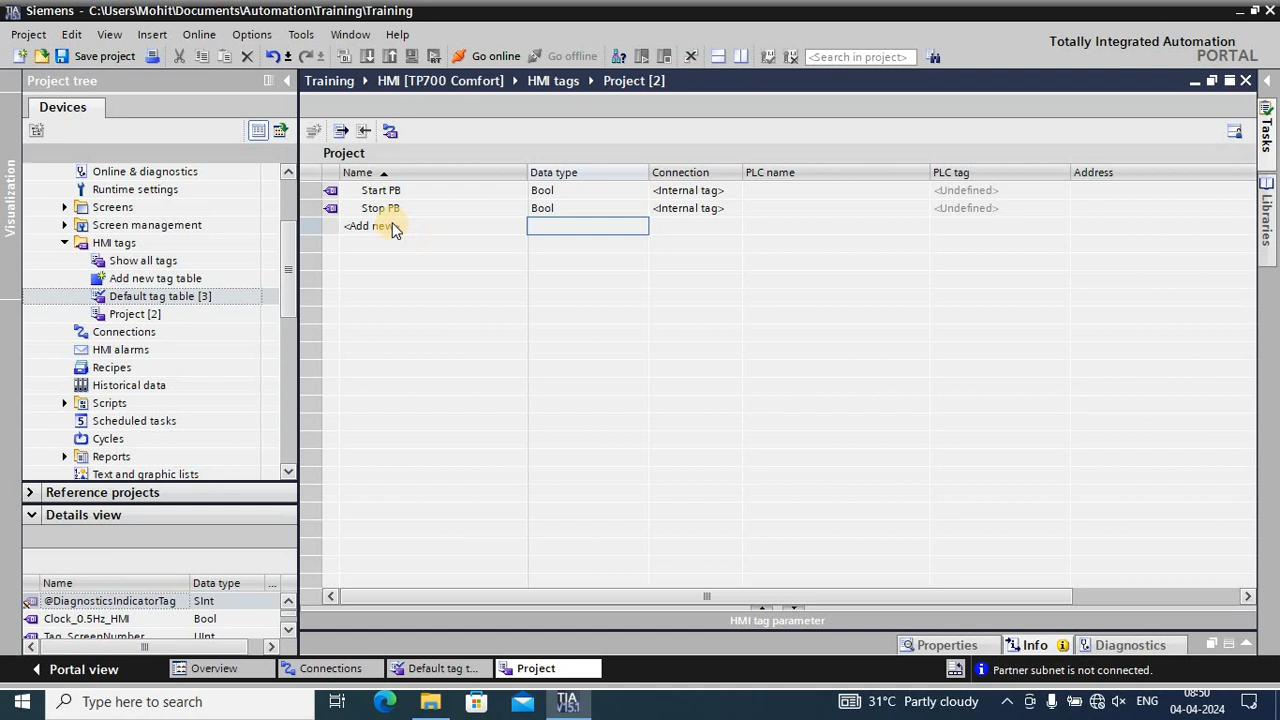 Siemens - C:\Users\Mohit\Documents\Automation\Training\Training
Project Edit View Insert Online Options Tools Window Help
Totally Integrated Automation
PORTAL
Save project
Go online
Go offline
<Search in project>
Project tree
Training HMI [TP700 Comfort] HMI tags Project [2]
Devices
Visualization
Tasks
Libraries
Online & diagnostics
Runtime settings
Screens
Screen management
HMI tags
Show all tags
Add new tag table
Default tag table [3]
Project [2]
Connections
HMI alarms
Recipes
Historical data
Scripts
Scheduled tasks
Cycles
Reports
Text and graphic lists
Reference projects
Details view
Name Data type ...
@DiagnosticsIndicatorTag SInt
Clock_0.5Hz_HMI Bool
Tag_ScreenNumber UInt
Project
Name Data type Connection PLC name PLC tag Address
Start PB Bool <Internal tag> <Undefined>
Stop PB Bool <Internal tag> <Undefined>
<Add new
HMI tag parameter
Properties Info Diagnostics
Portal view Overview Connections Default tag t... Project
Partner subnet is not connected.
Type here to search
TIA
V15.1
31°C Partly cloudy
ENG
08:50
04-04-2024